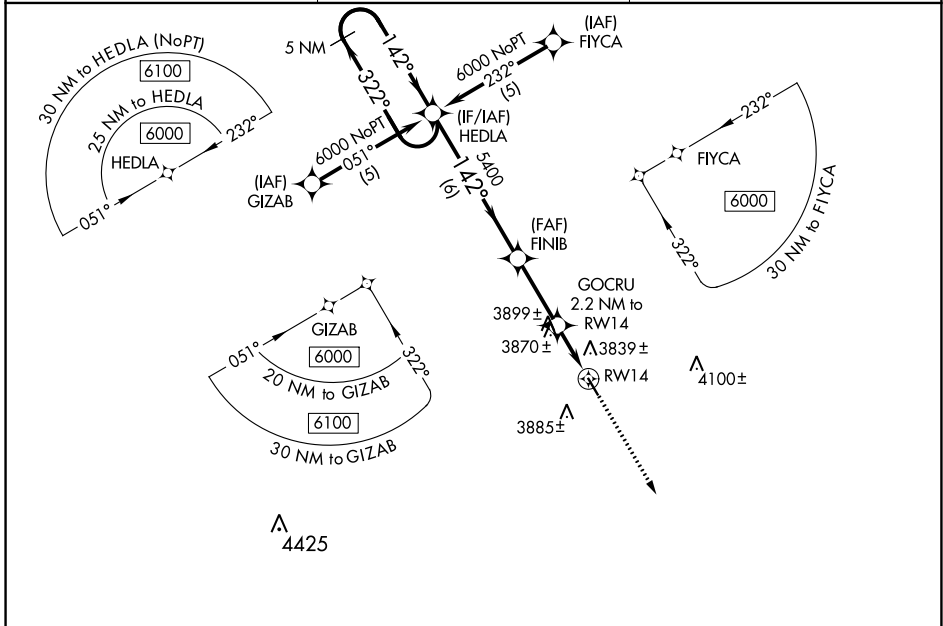 30 NM to HEDLA (NoPT)
6100
25 NM to HEDLA
6000
HEDLA
232°
051°
5 NM
142°
322°
(IAF)
FIYCA
6000 NoPT
232°
(5)
(IF/IAF)
HEDLA
6000 NoPT
051°
(5)
(IAF)
GIZAB
5400
142°
(6)
232°
FIYCA
6000
322°
30 NM to FIYCA
(FAF)
FINIB
GOCRU
2.2 NM to
RW14
3899±
3870±
3839±
RW14
4100±
3885±
GIZAB
051°
6000
322°
20 NM to GIZAB
6100
30 NM to GIZAB
4425